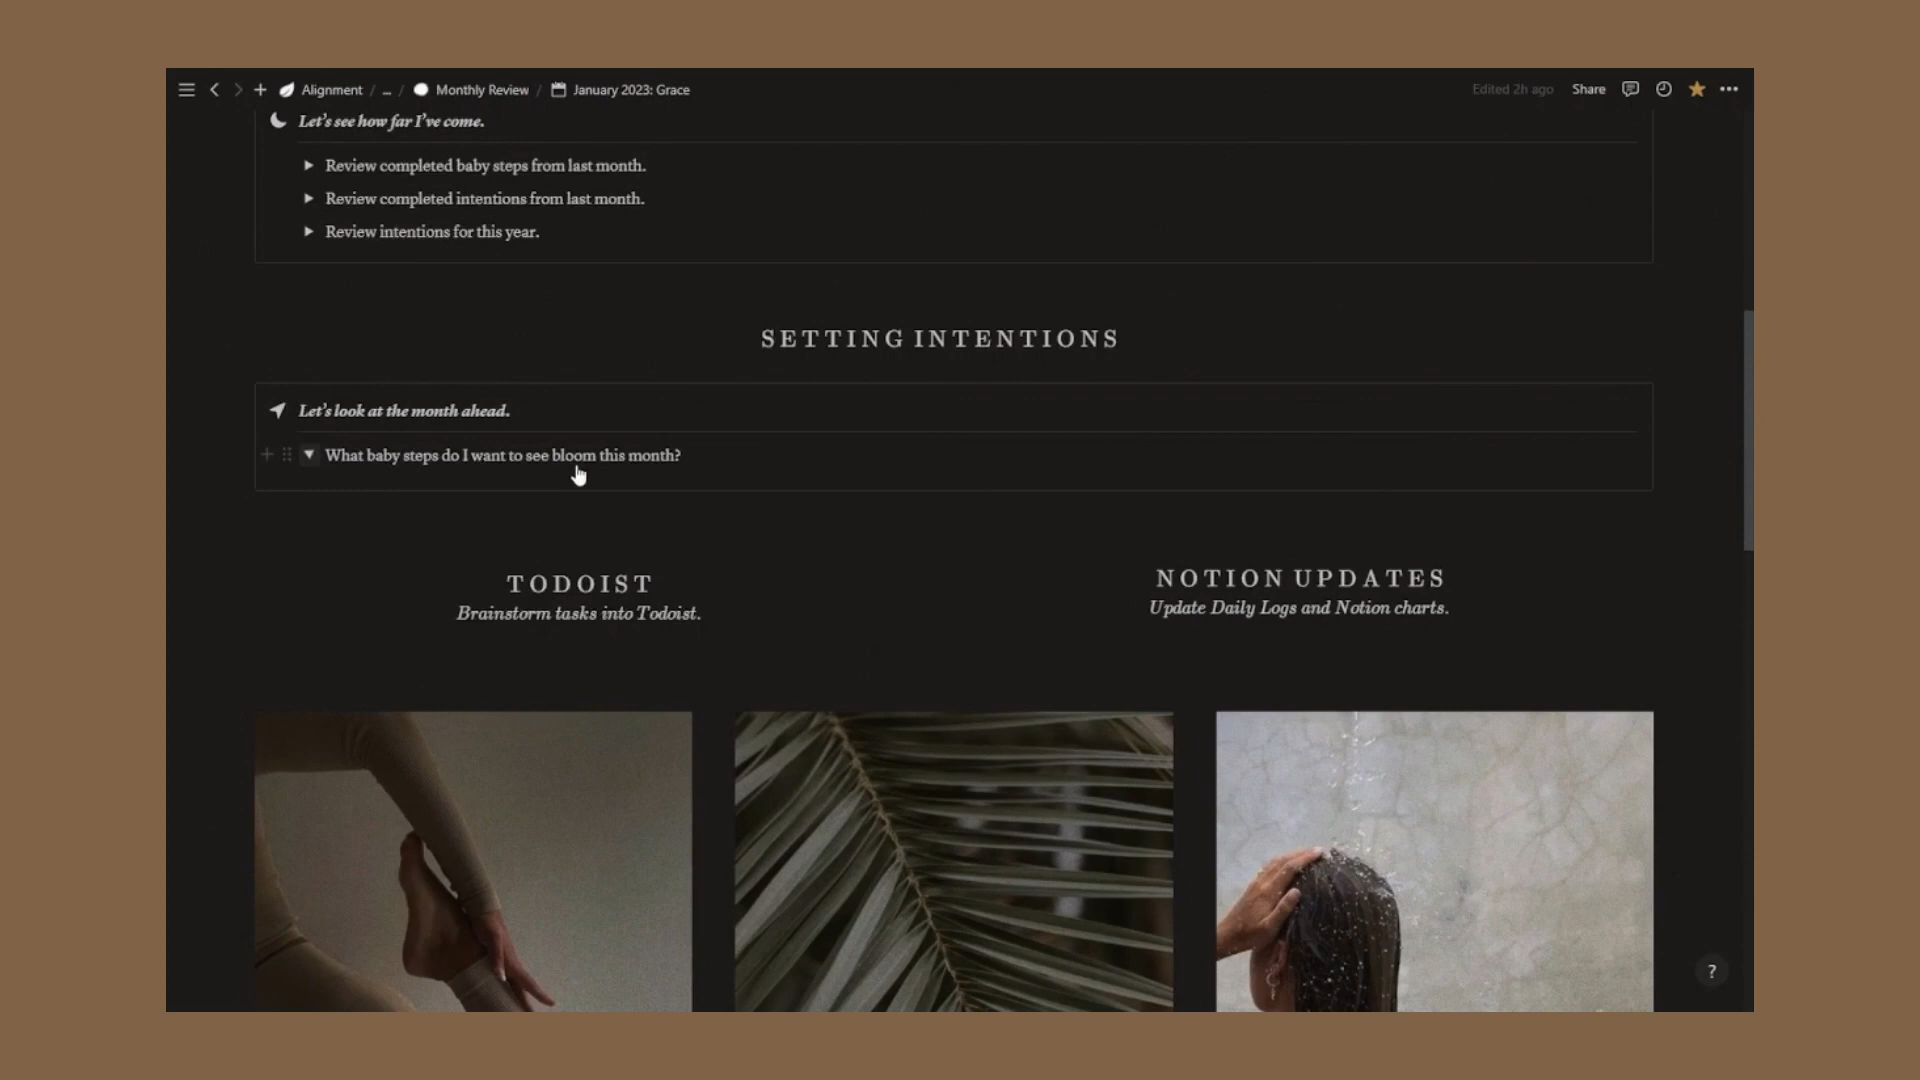 Alignment / ... / Monthly Review / January 2023: Grace
Edited 2h ago Share
Let's see how far I've come.
Review completed baby steps from last month.
Review completed intentions from last month.
Review intentions for this year.
SETTING INTENTIONS
Let's look at the month ahead.
What baby steps do I want to see bloom this month?
TODOIST
Brainstorm tasks into Todoist.
NOTION UPDATES
Update Daily Logs and Notion charts.
?